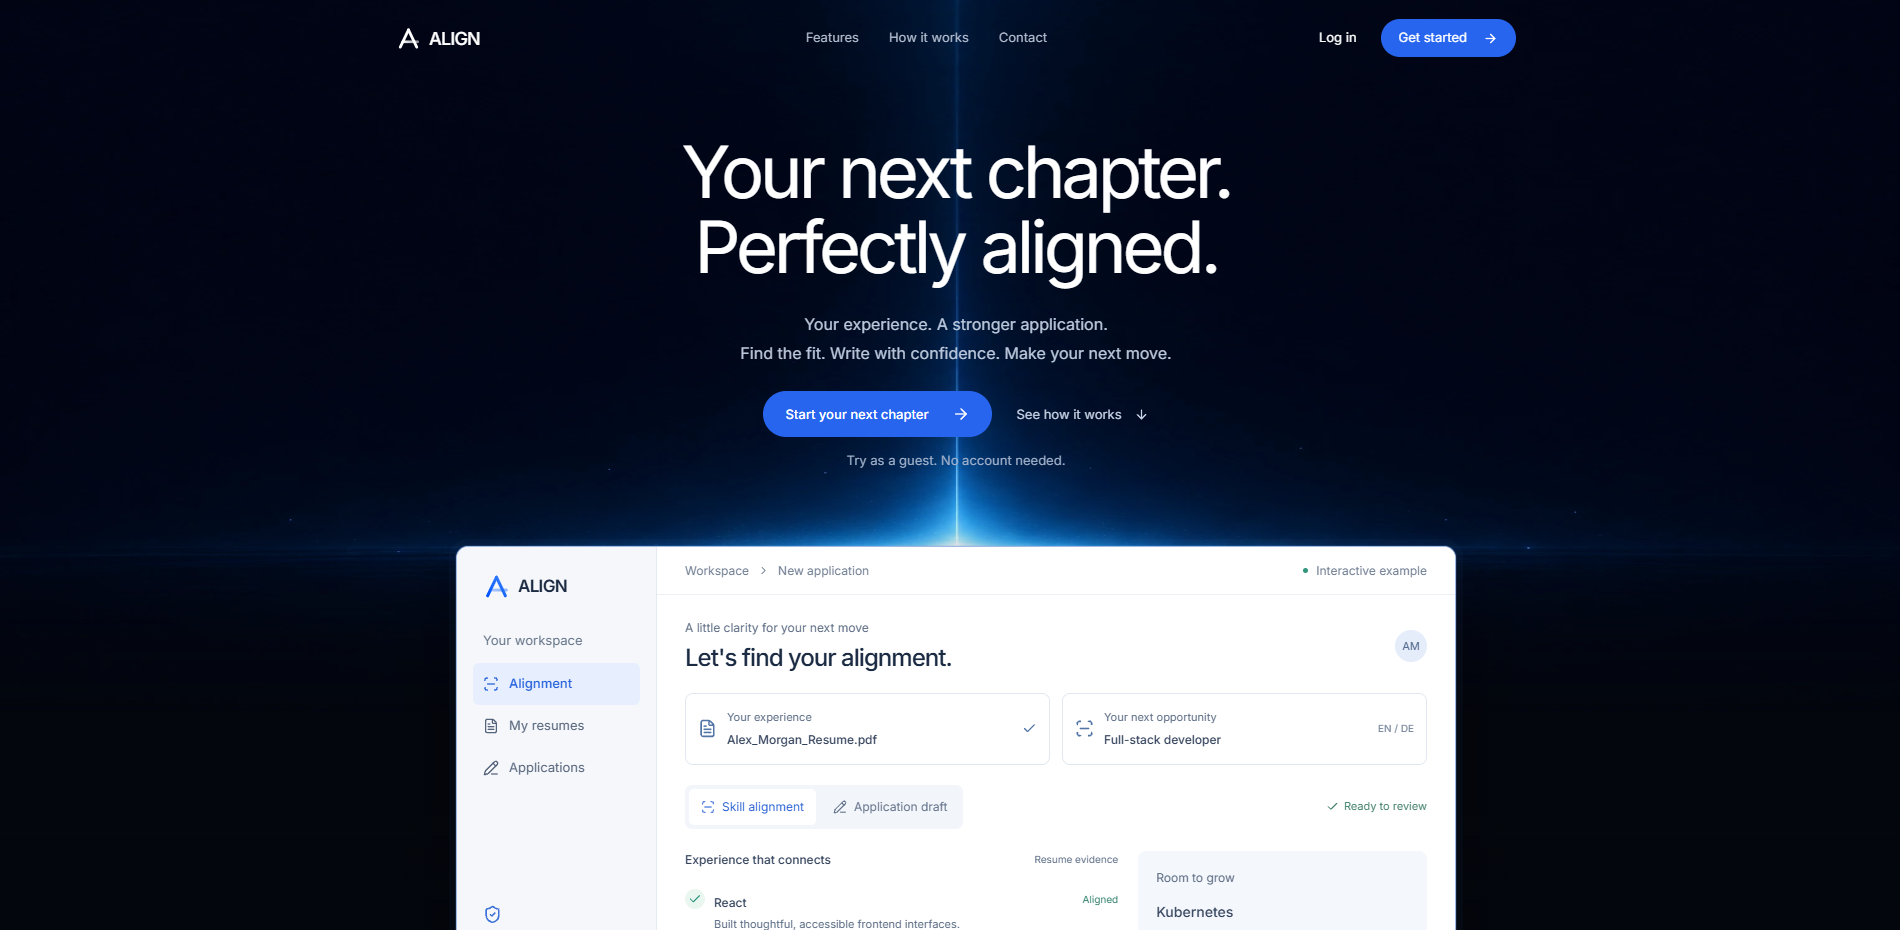 ALIGN
Features
How it works
Contact
Log in
Get started
Your next chapter.
Perfectly aligned.
Your experience. A stronger application.
Find the fit. Write with confidence. Make your next move.
Start your next chapter
See how it works
Try as a guest. No account needed.
ALIGN
Your workspace
Alignment
My resumes
Applications
Workspace
New application
Interactive example
A little clarity for your next move
Let's find your alignment.
AM
Your experience
Alex_Morgan_Resume.pdf
Your next opportunity
Full-stack developer
EN / DE
Skill alignment
Application draft
Ready to review
Experience that connects
Resume evidence
React
Aligned
Built thoughtful, accessible frontend interfaces.
Room to grow
Kubernetes